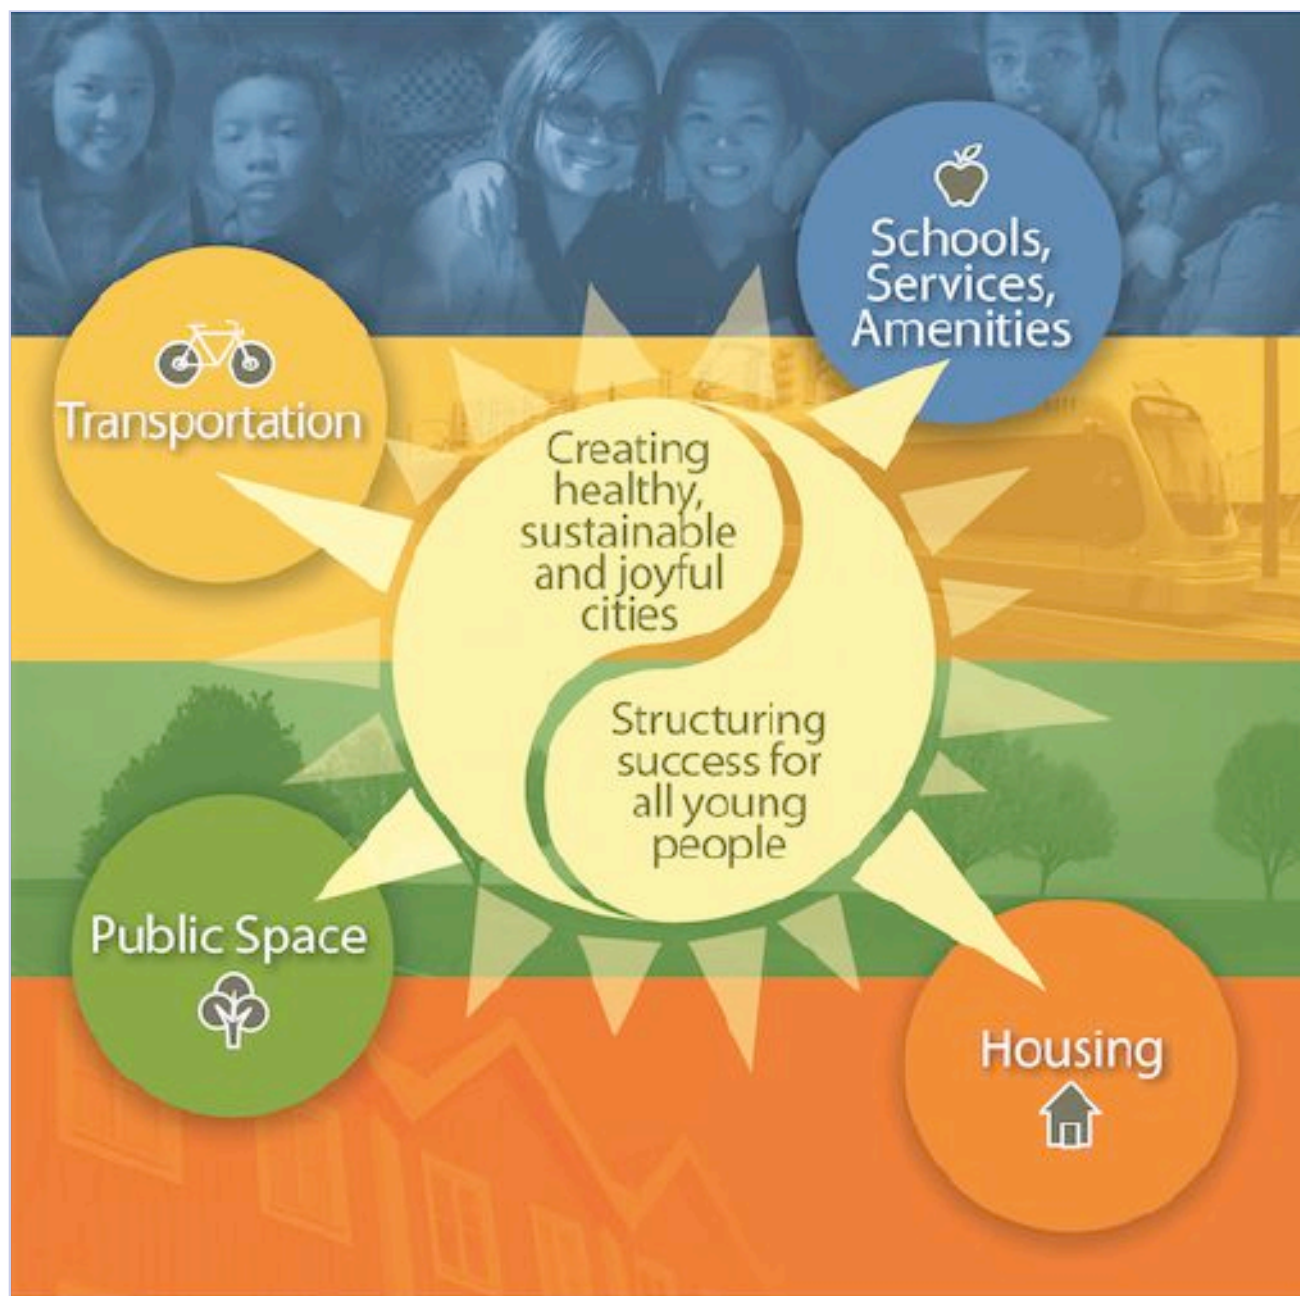 Schools,
Services,
Amenities
Transportation
Creating
healthy,
sustainable
and joyful
cities
Structuring
success for
all young
people
Public Space
Housing